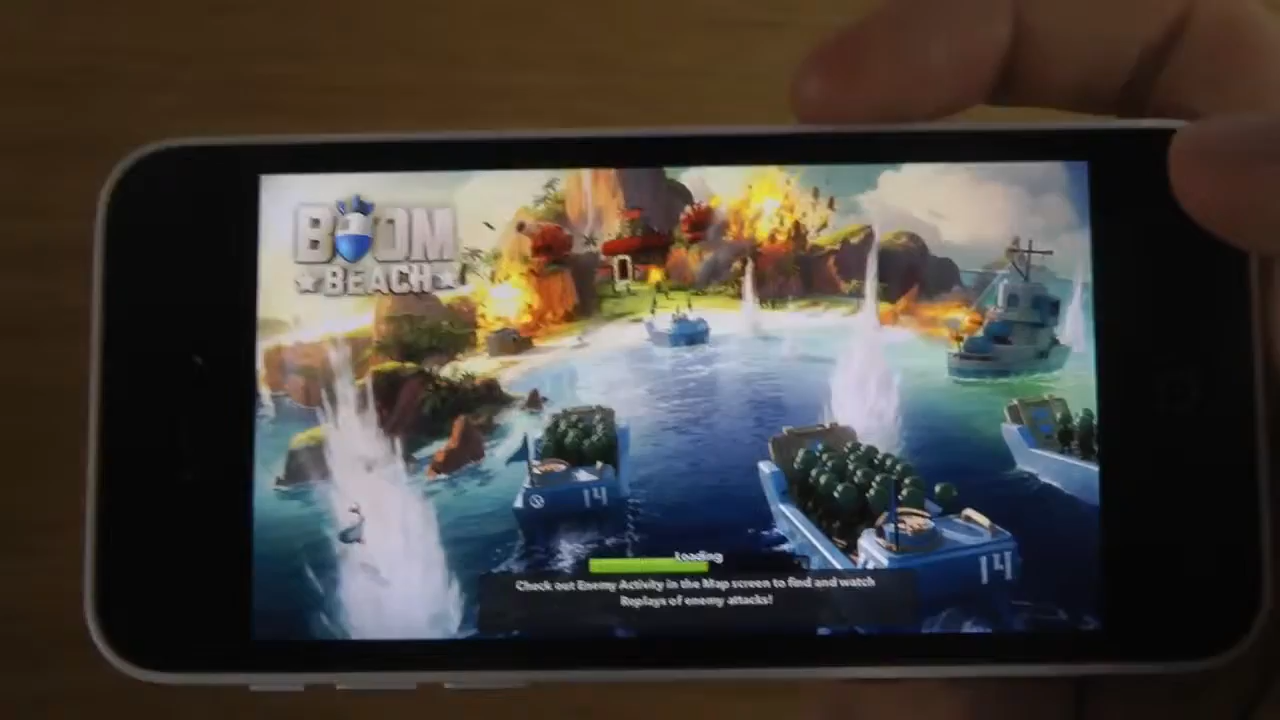 BOOM
BEACH
14
14
Loading
Check out Enemy Activity in the Map screen to find and watch
Replays of enemy attacks!